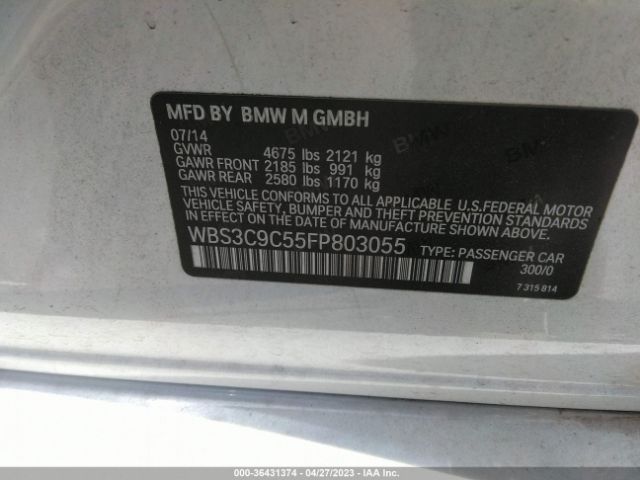 MFD BY BMW M GMBH
07/14
GVWR 4675 lbs 2121 kg
GAWR FRONT 2185 lbs 991 kg
GAWR REAR 2580 lbs 1170 kg
THIS VEHICLE CONFORMS TO ALL APPLICABLE U.S.FEDERAL MOTOR
VEHICLE SAFETY, BUMPER AND THEFT PREVENTION STANDARDS
IN EFFECT ON THE DATE OF MANUFACTURE SHOWN ABOVE.
WBS3C9C55FP803055 TYPE: PASSENGER CAR
300/0
7 315 814
000-36431374 - 04/27/2023 - IAA Inc.